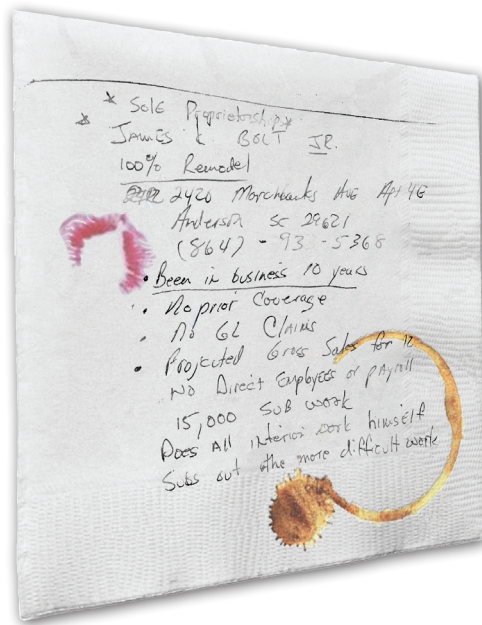 * Sole Proprietorship *
* James K. Bolt Jr.
100% Remodel
2420 Marchbanks Ave Apt 4G
Anderson SC 29621
(864) - 93 -5368
• Been in business 10 years
• No prior Coverage
• No GL Claims
• Projected Gross Sales for 12
No Direct Employees or payroll
15,000 Sub work
Does All interior work himself
Subs out the more difficult work